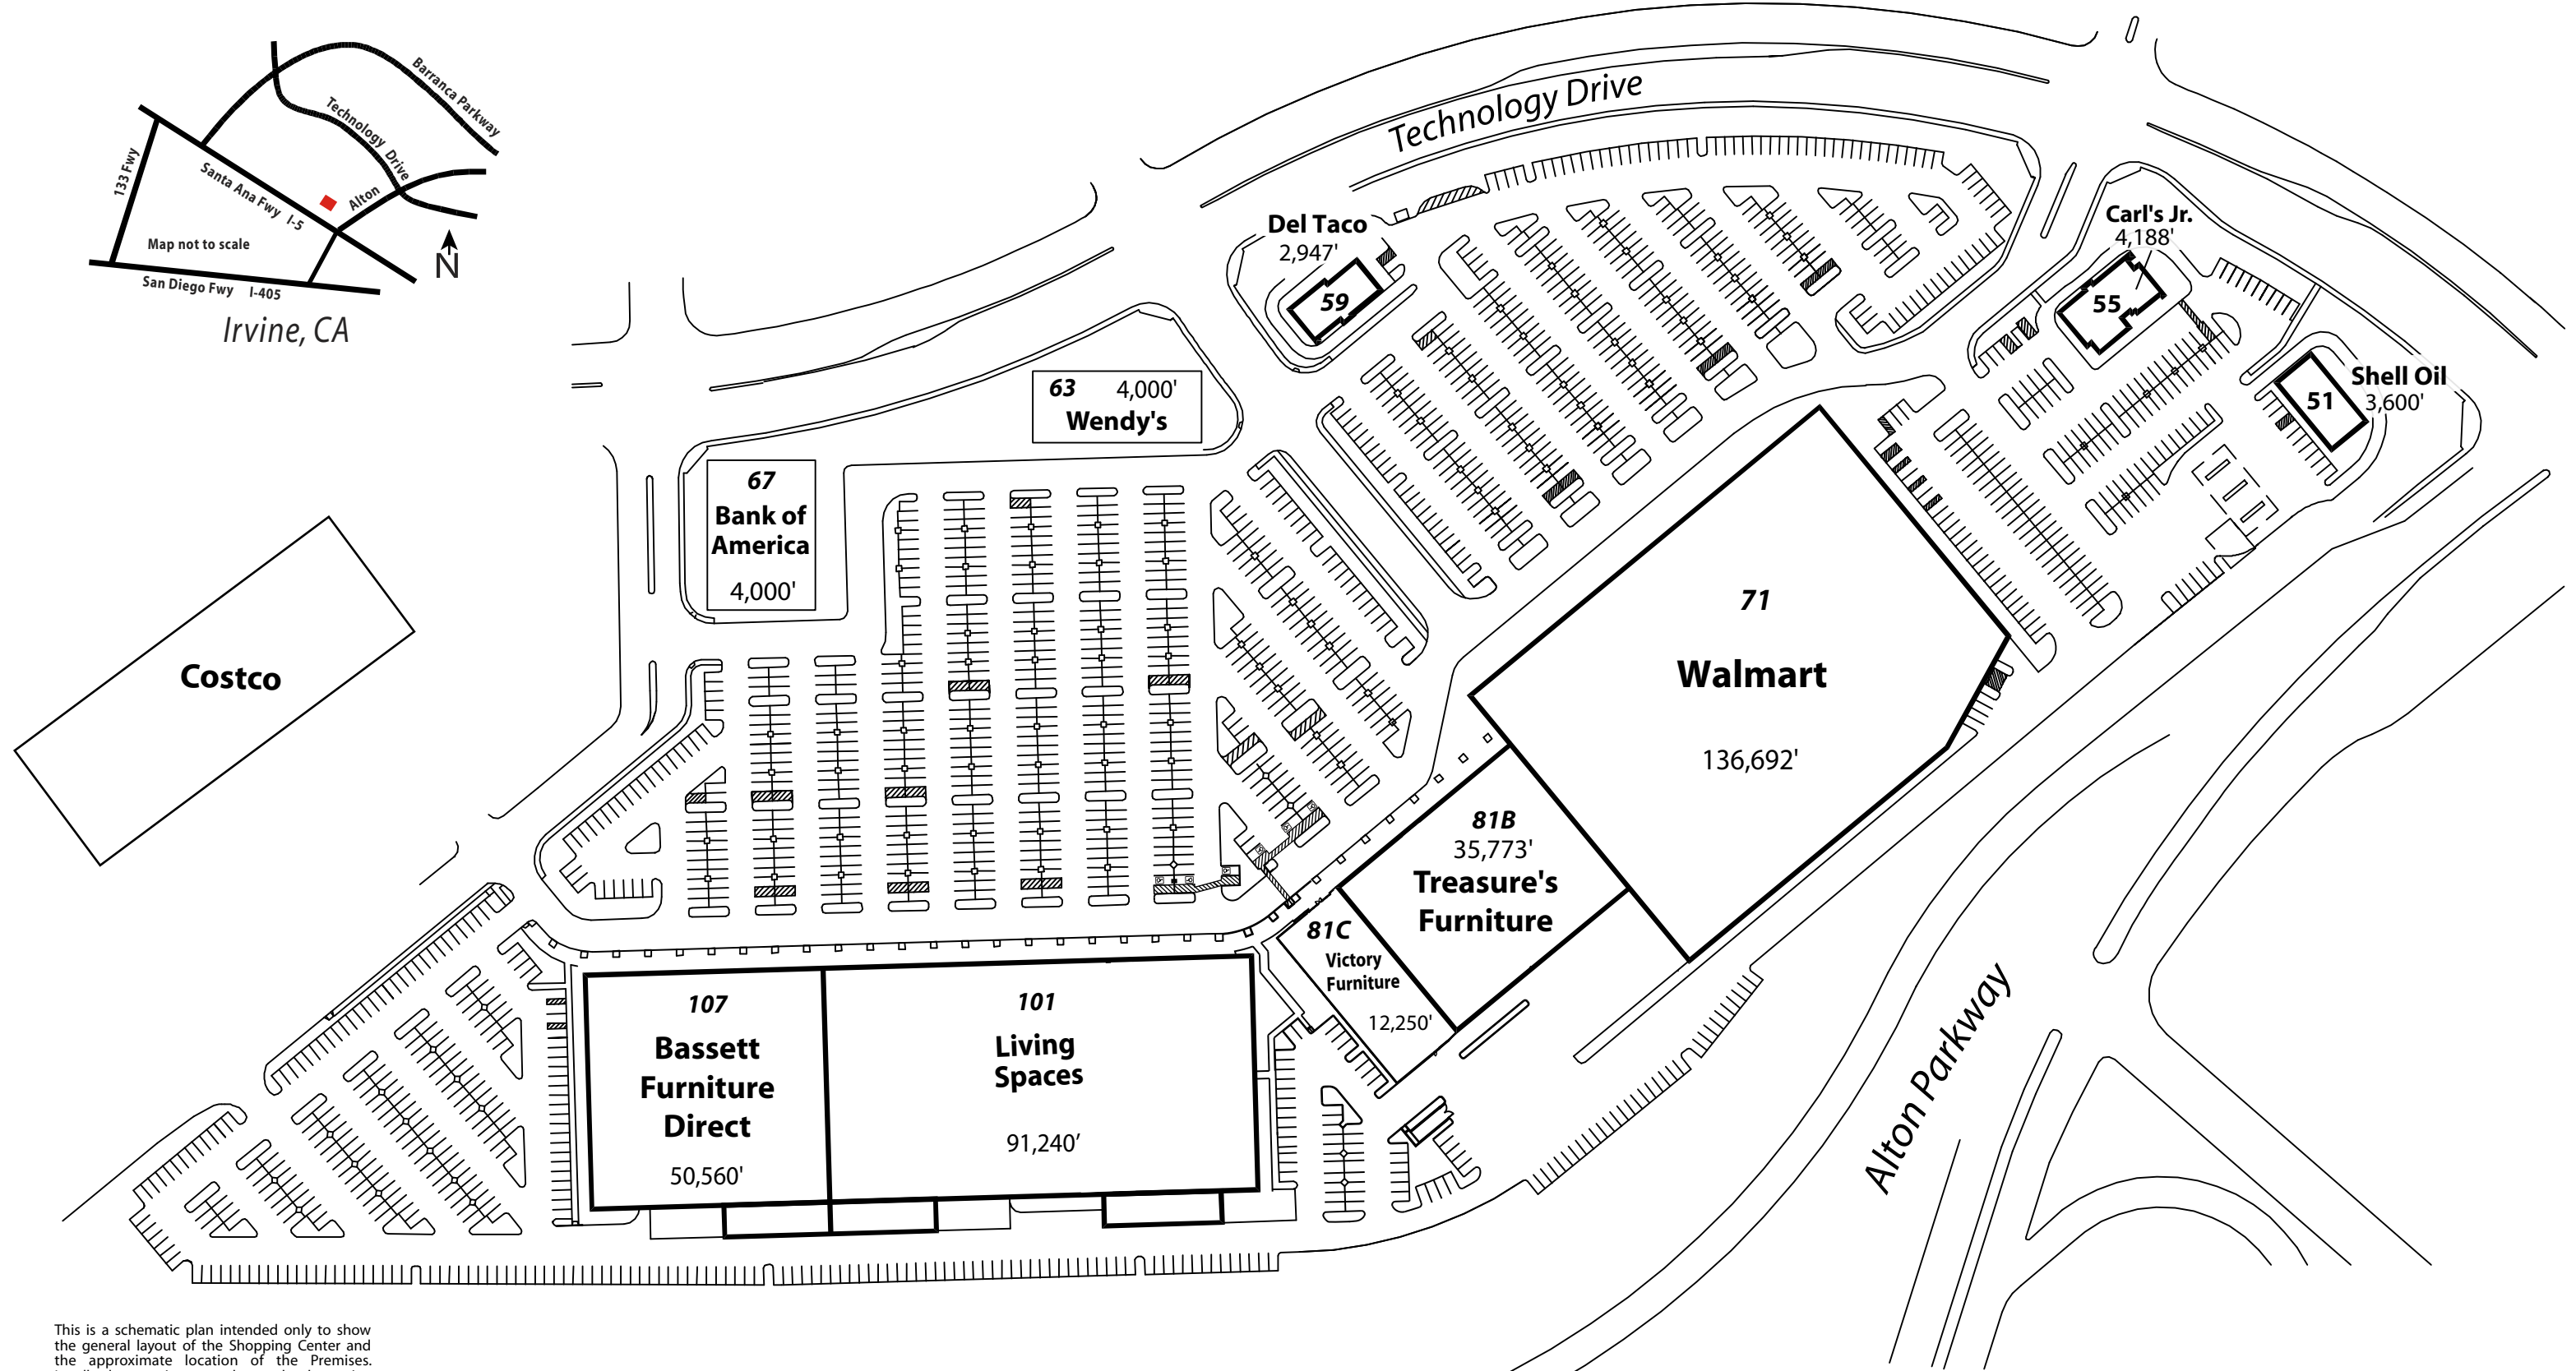 Barranca Parkway
Technology Drive
133 Fwy
Santa Ana Fwy I-5
Alton
Map not to scale
N
San Diego Fwy I-405
Irvine, CA
Technology Drive
Del Taco
2,947'
59
Carl's Jr.
4,188'
55
63 4,000'
Wendy's
Shell Oil
3,600'
51
67
Bank of
America
4,000'
Costco
71
Walmart
136,692'
81B
35,773'
Treasure's
Furniture
81C
Victory
Furniture
12,250'
107
Bassett
Furniture
Direct
50,560'
101
Living
Spaces
91,240’
Alton Parkway
This is a schematic plan intended only to show
the general layout of the Shopping Center and
the approximate location of the Premises.